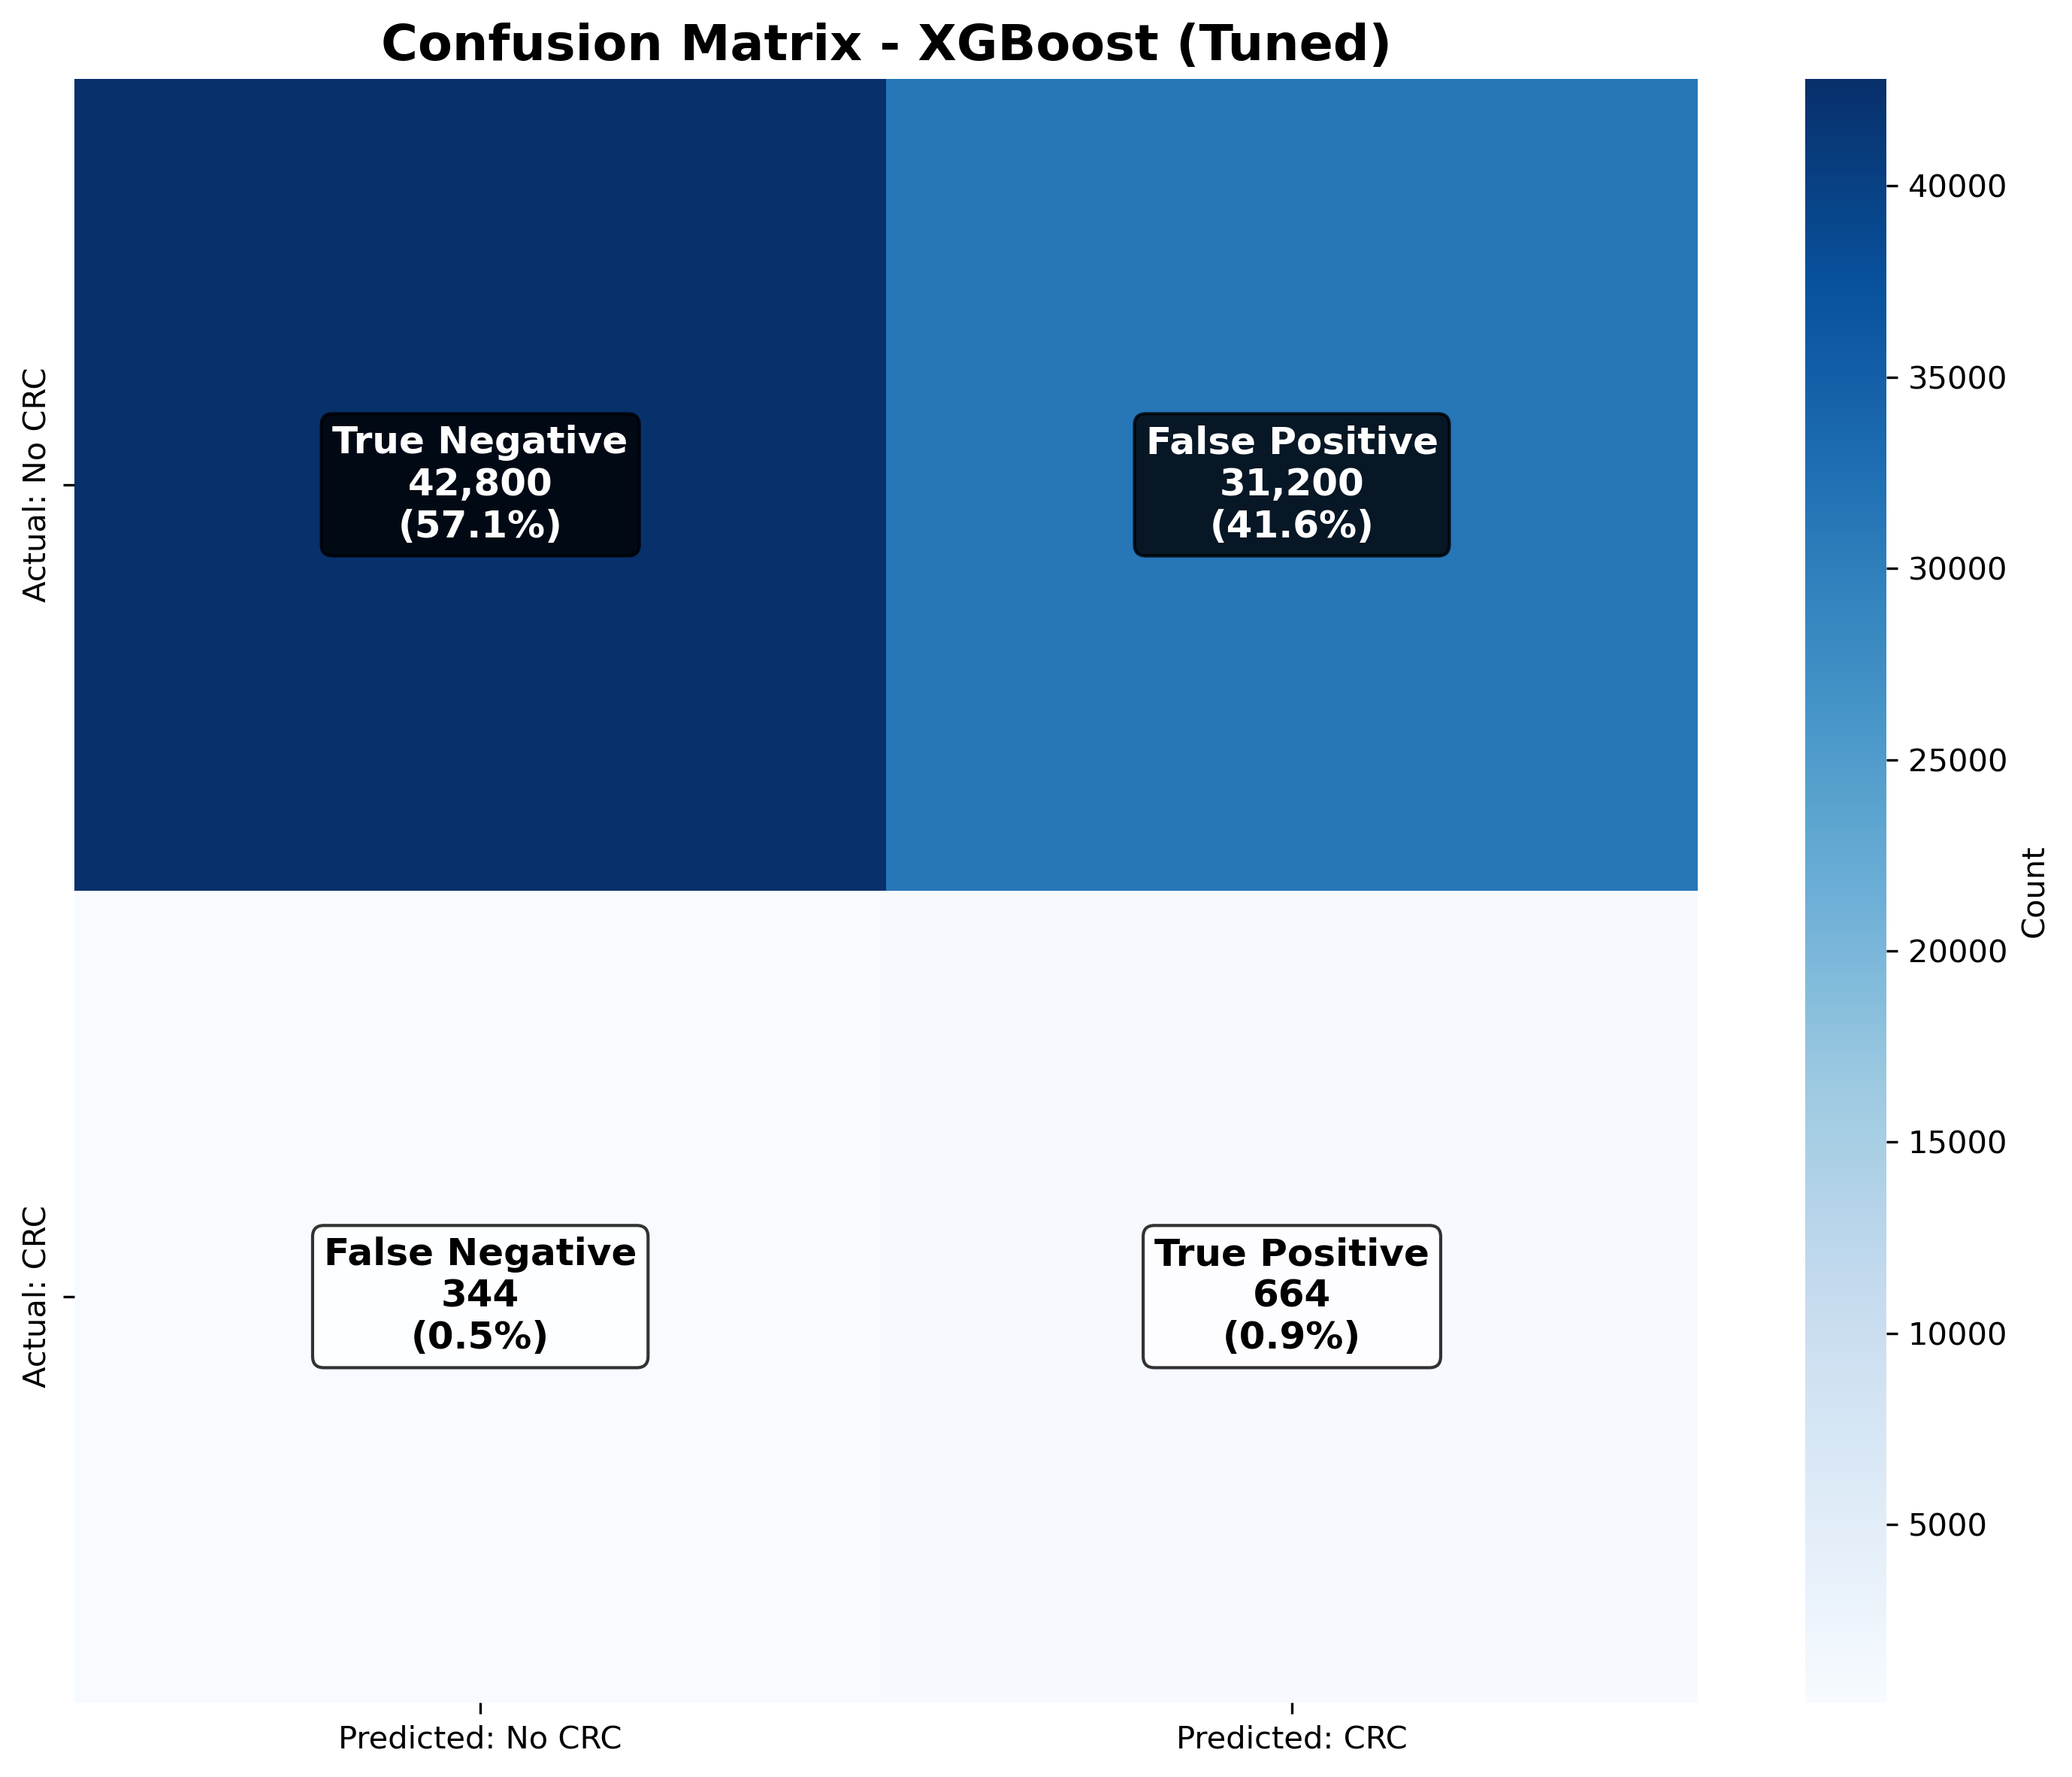 Confusion Matrix - XGBoost (Tuned)
Actual: No CRC
True Negative
42,800
(57.1%)
False Positive
31,200
(41.6%)
Actual: CRC
False Negative
344
(0.5%)
True Positive
664
(0.9%)
Predicted: No CRC
Predicted: CRC
40000
35000
30000
25000
20000
15000
10000
5000
Count